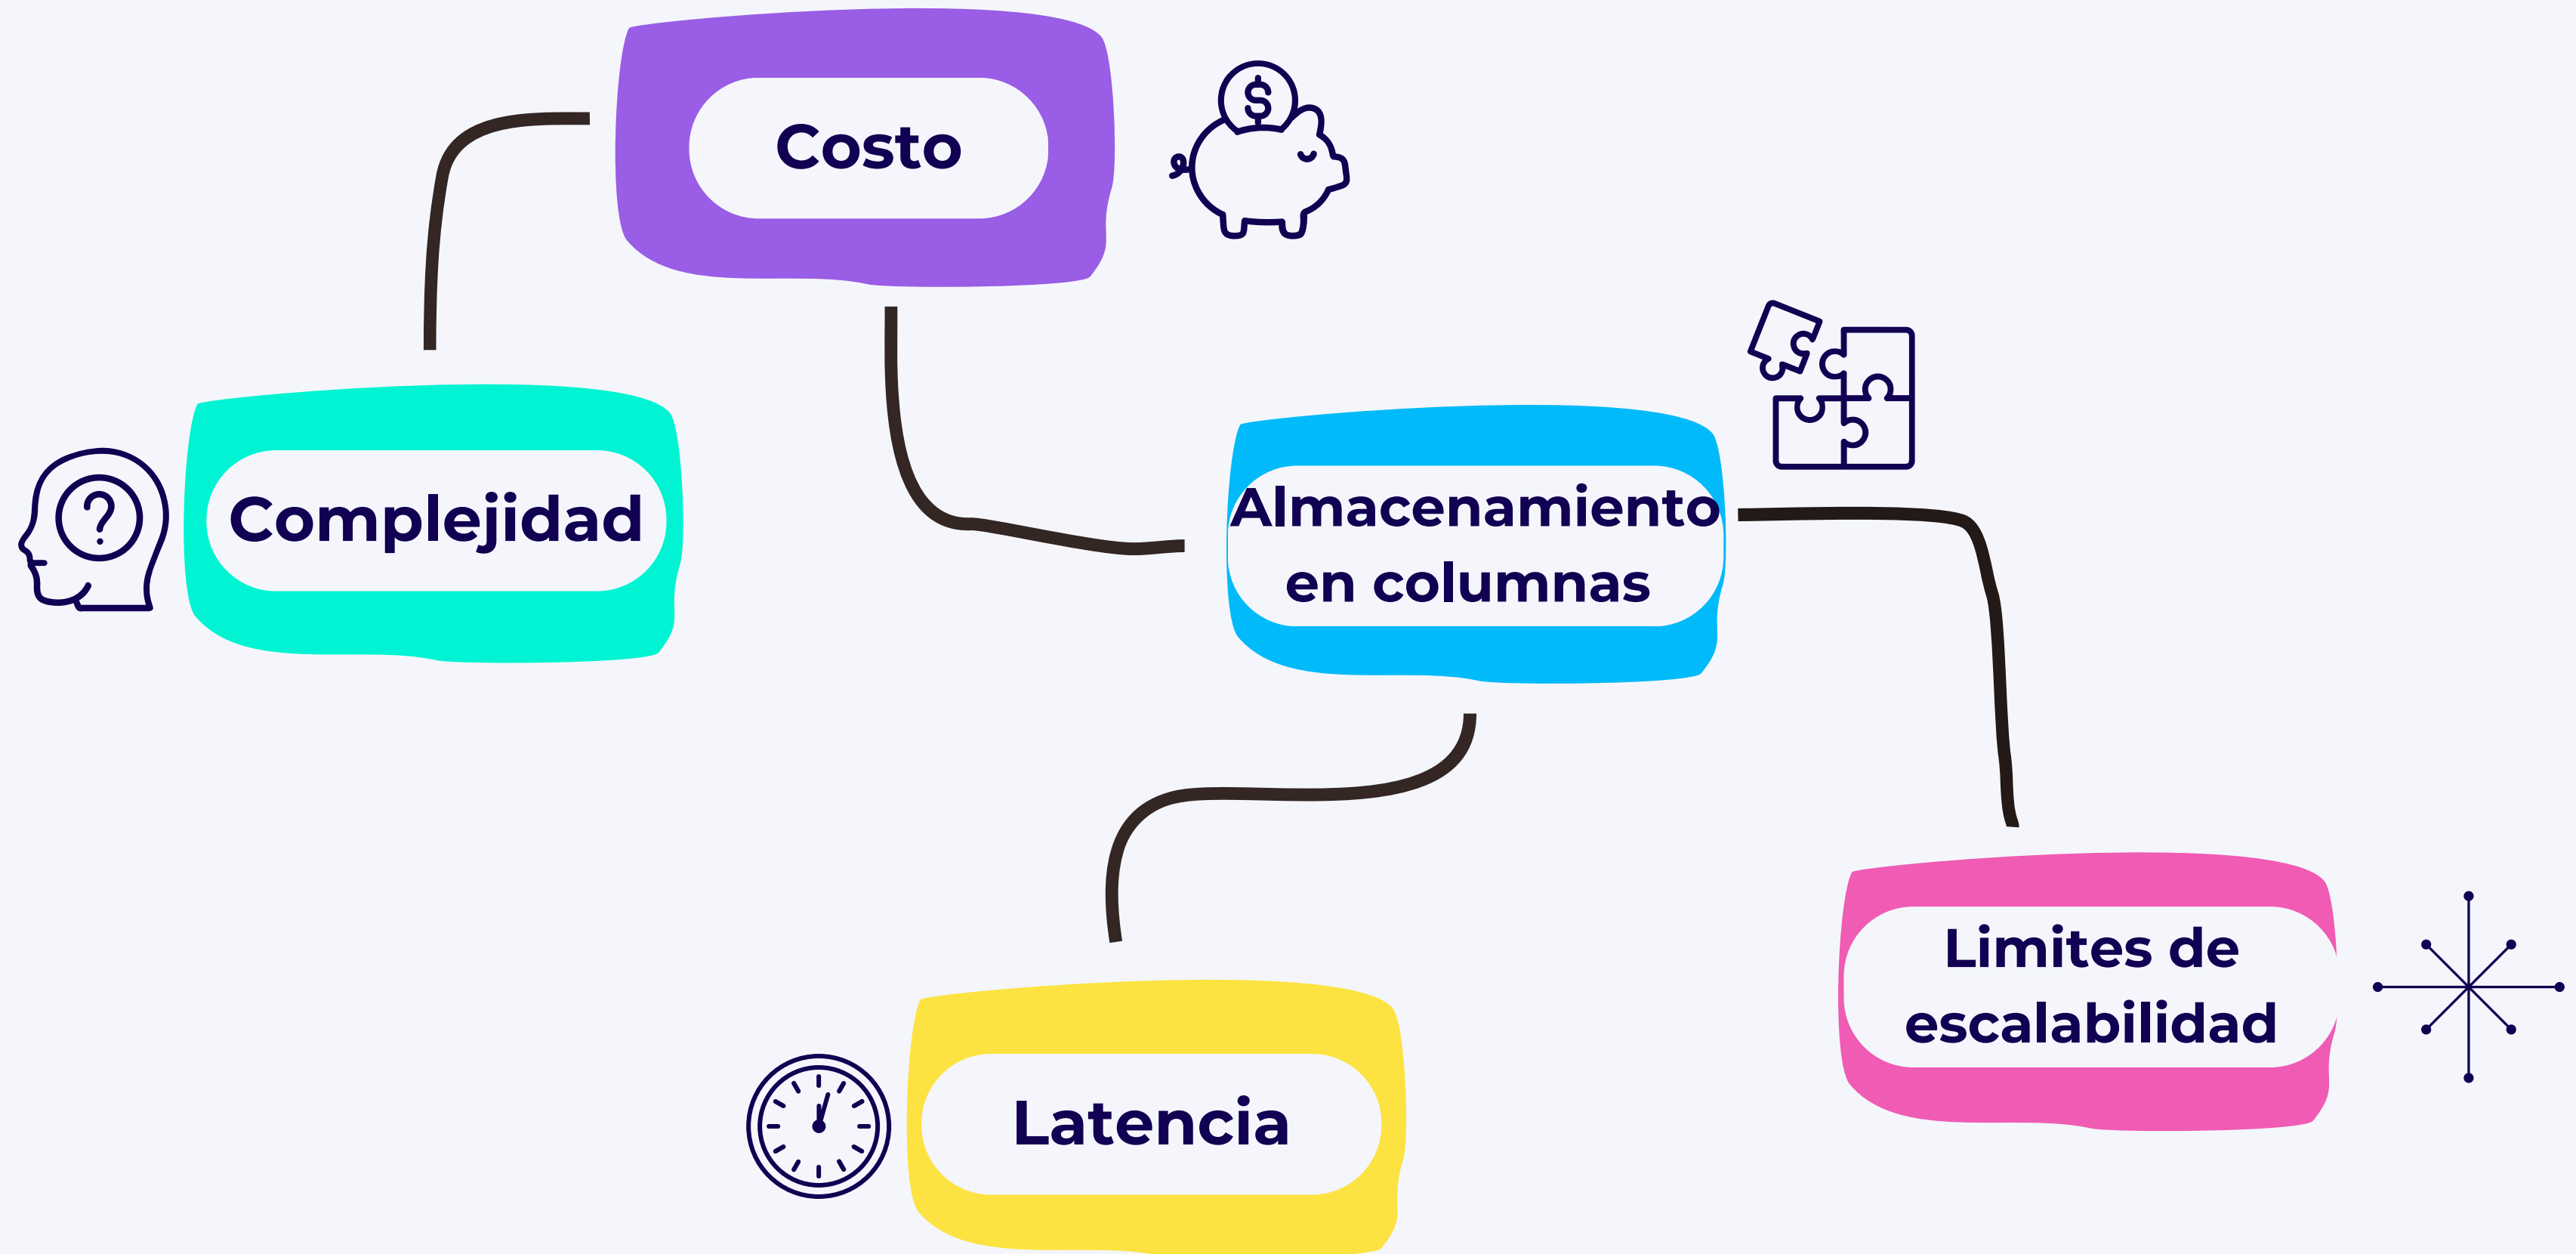 Costo
$
?
Complejidad
Almacenamiento
en columnas
Limites de
escalabilidad
Latencia